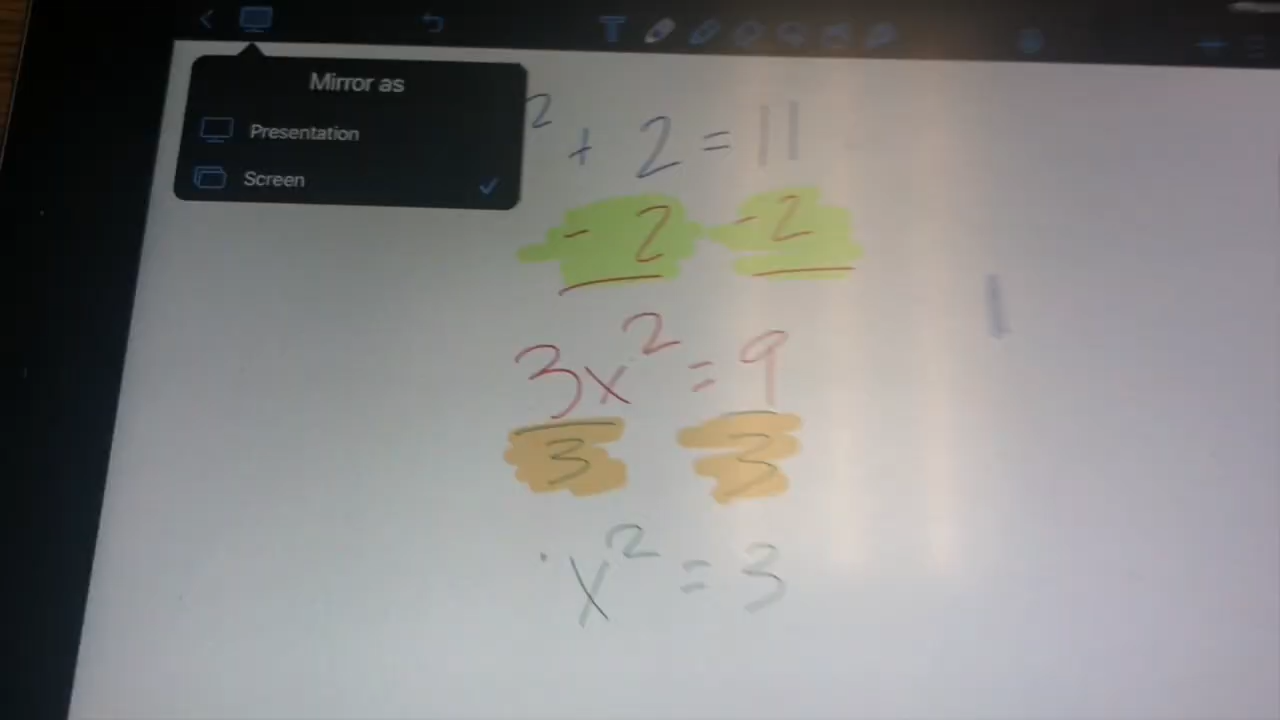 Mirror as
Presentation
Screen
² + 2 = 11
- 2 - 2
3x² = 9
3 3
x² = 3